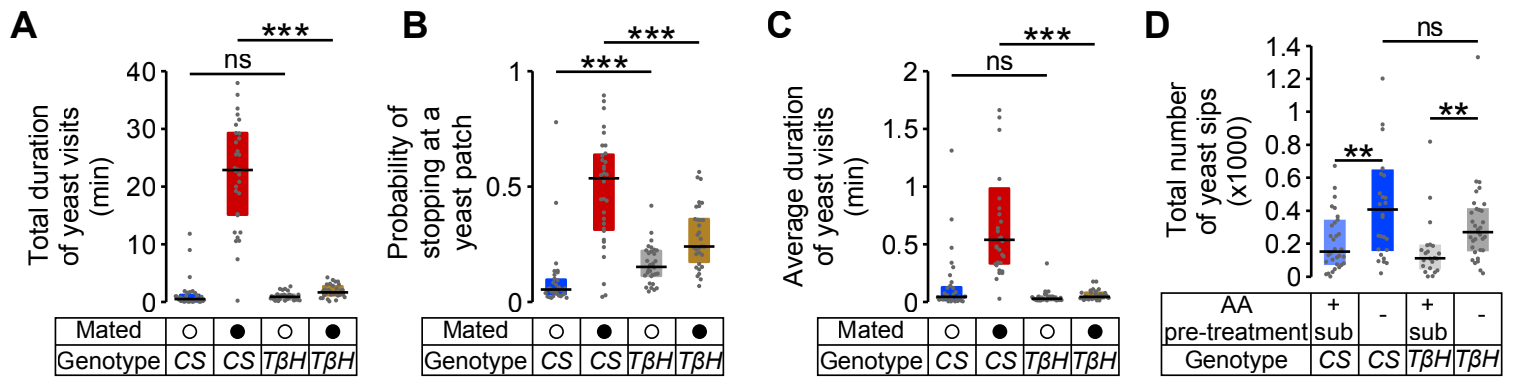 A
Total duration
of yeast visits
(min)
40
30
20
10
0
ns
***
Mated
Genotype CS CS TβH TβH
B
Probability of
stopping at a
yeast patch
1
0.5
0
***
***
Mated
Genotype CS CS TβH TβH
C
Average duration
of yeast visits
(min)
2
1.5
1
0.5
0
ns
***
Mated
Genotype CS CS TβH TβH
D
Total number
of yeast sips
(x1000)
1.4
1.2
1
0.8
0.6
0.4
0.2
0
ns
**
**
AA
pre-treatment
+
sub
-
+
sub
-
Genotype CS CS TβH TβH